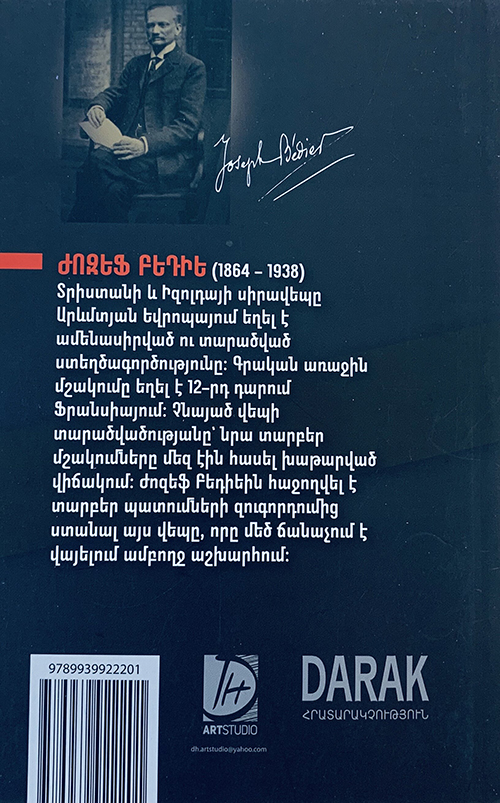 Joseph Bédier
ԺՈԶԵՖ ԲԵԴԻԵ (1864 – 1938)
Տրիստանի և Իզոլդայի սիրավեպը
Արևմտյան Եվրոպայում եղել է
ամենասիրված ու տարածված
ստեղծագործությունը: Գրական առաջին
մշակումը եղել է 12-րդ դարում
Ֆրանսիայում: Չնայած վեպի
տարածվածությանը՝ նրա տարբեր
մշակումները մեզ էին հասել խաթարված
վիճակում: Ժոզեֆ Բեդիեին հաջողվել է
տարբեր պատումների զուգորդումից
ստանալ այս վեպը, որը մեծ ճանաչում է
վայելում ամբողջ աշխարհում:
9789939922201
DH
ARTSTUDIO
dh.artstudio@yahoo.com
DARAK
ՀՐԱՏԱՐԱԿՉՈՒԹՅՈՒՆ